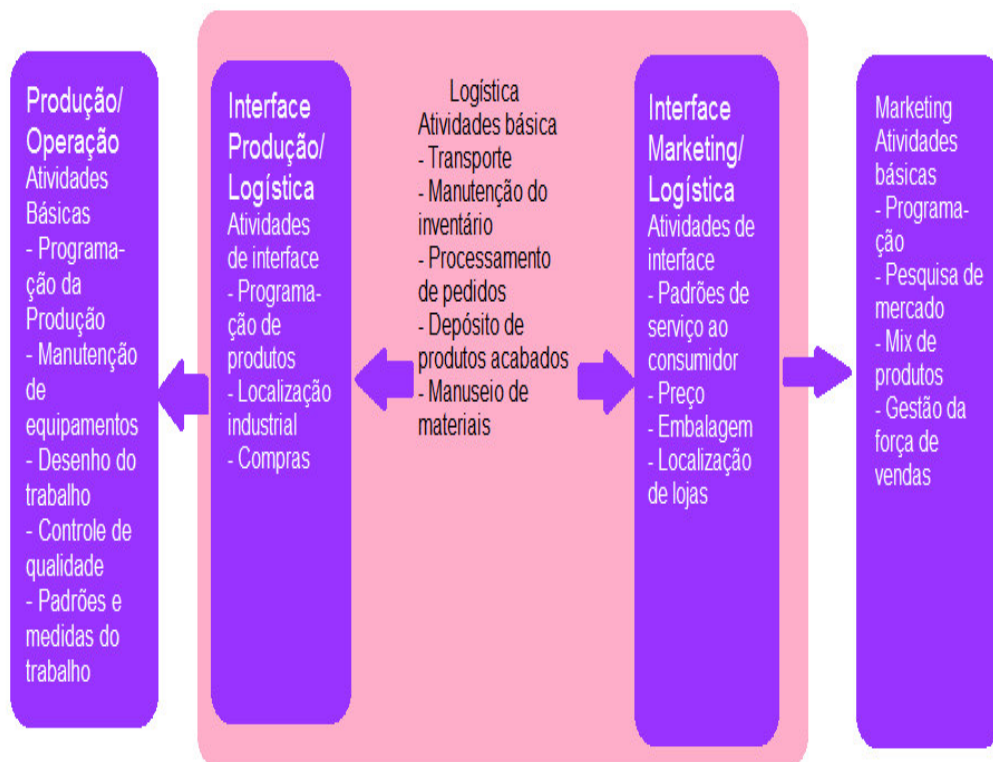 Produção/
Operação
Atividades
Básicas
- Programa-
ção da
Produção
- Manutenção
de
equipamentos
- Desenho do
trabalho
- Controle de
qualidade
- Padrões e
medidas do
trabalho
Interface
Produção/
Logística
Atividades
de interface
- Programa-
ção de
produtos
- Localização
industrial
- Compras
Logística
Atividades básica
- Transporte
- Manutenção do
inventário
- Processamento
de pedidos
- Depósito de
produtos acabados
- Manuseio de
materiais
Interface
Marketing/
Logística
Atividades de
interface
- Padrões de
serviço ao
consumidor
- Preço
- Embalagem
- Localização
de lojas
Marketing
Atividades
básicas
- Programa-
ção
- Pesquisa de
mercado
- Mix de
produtos
- Gestão da
força de
vendas